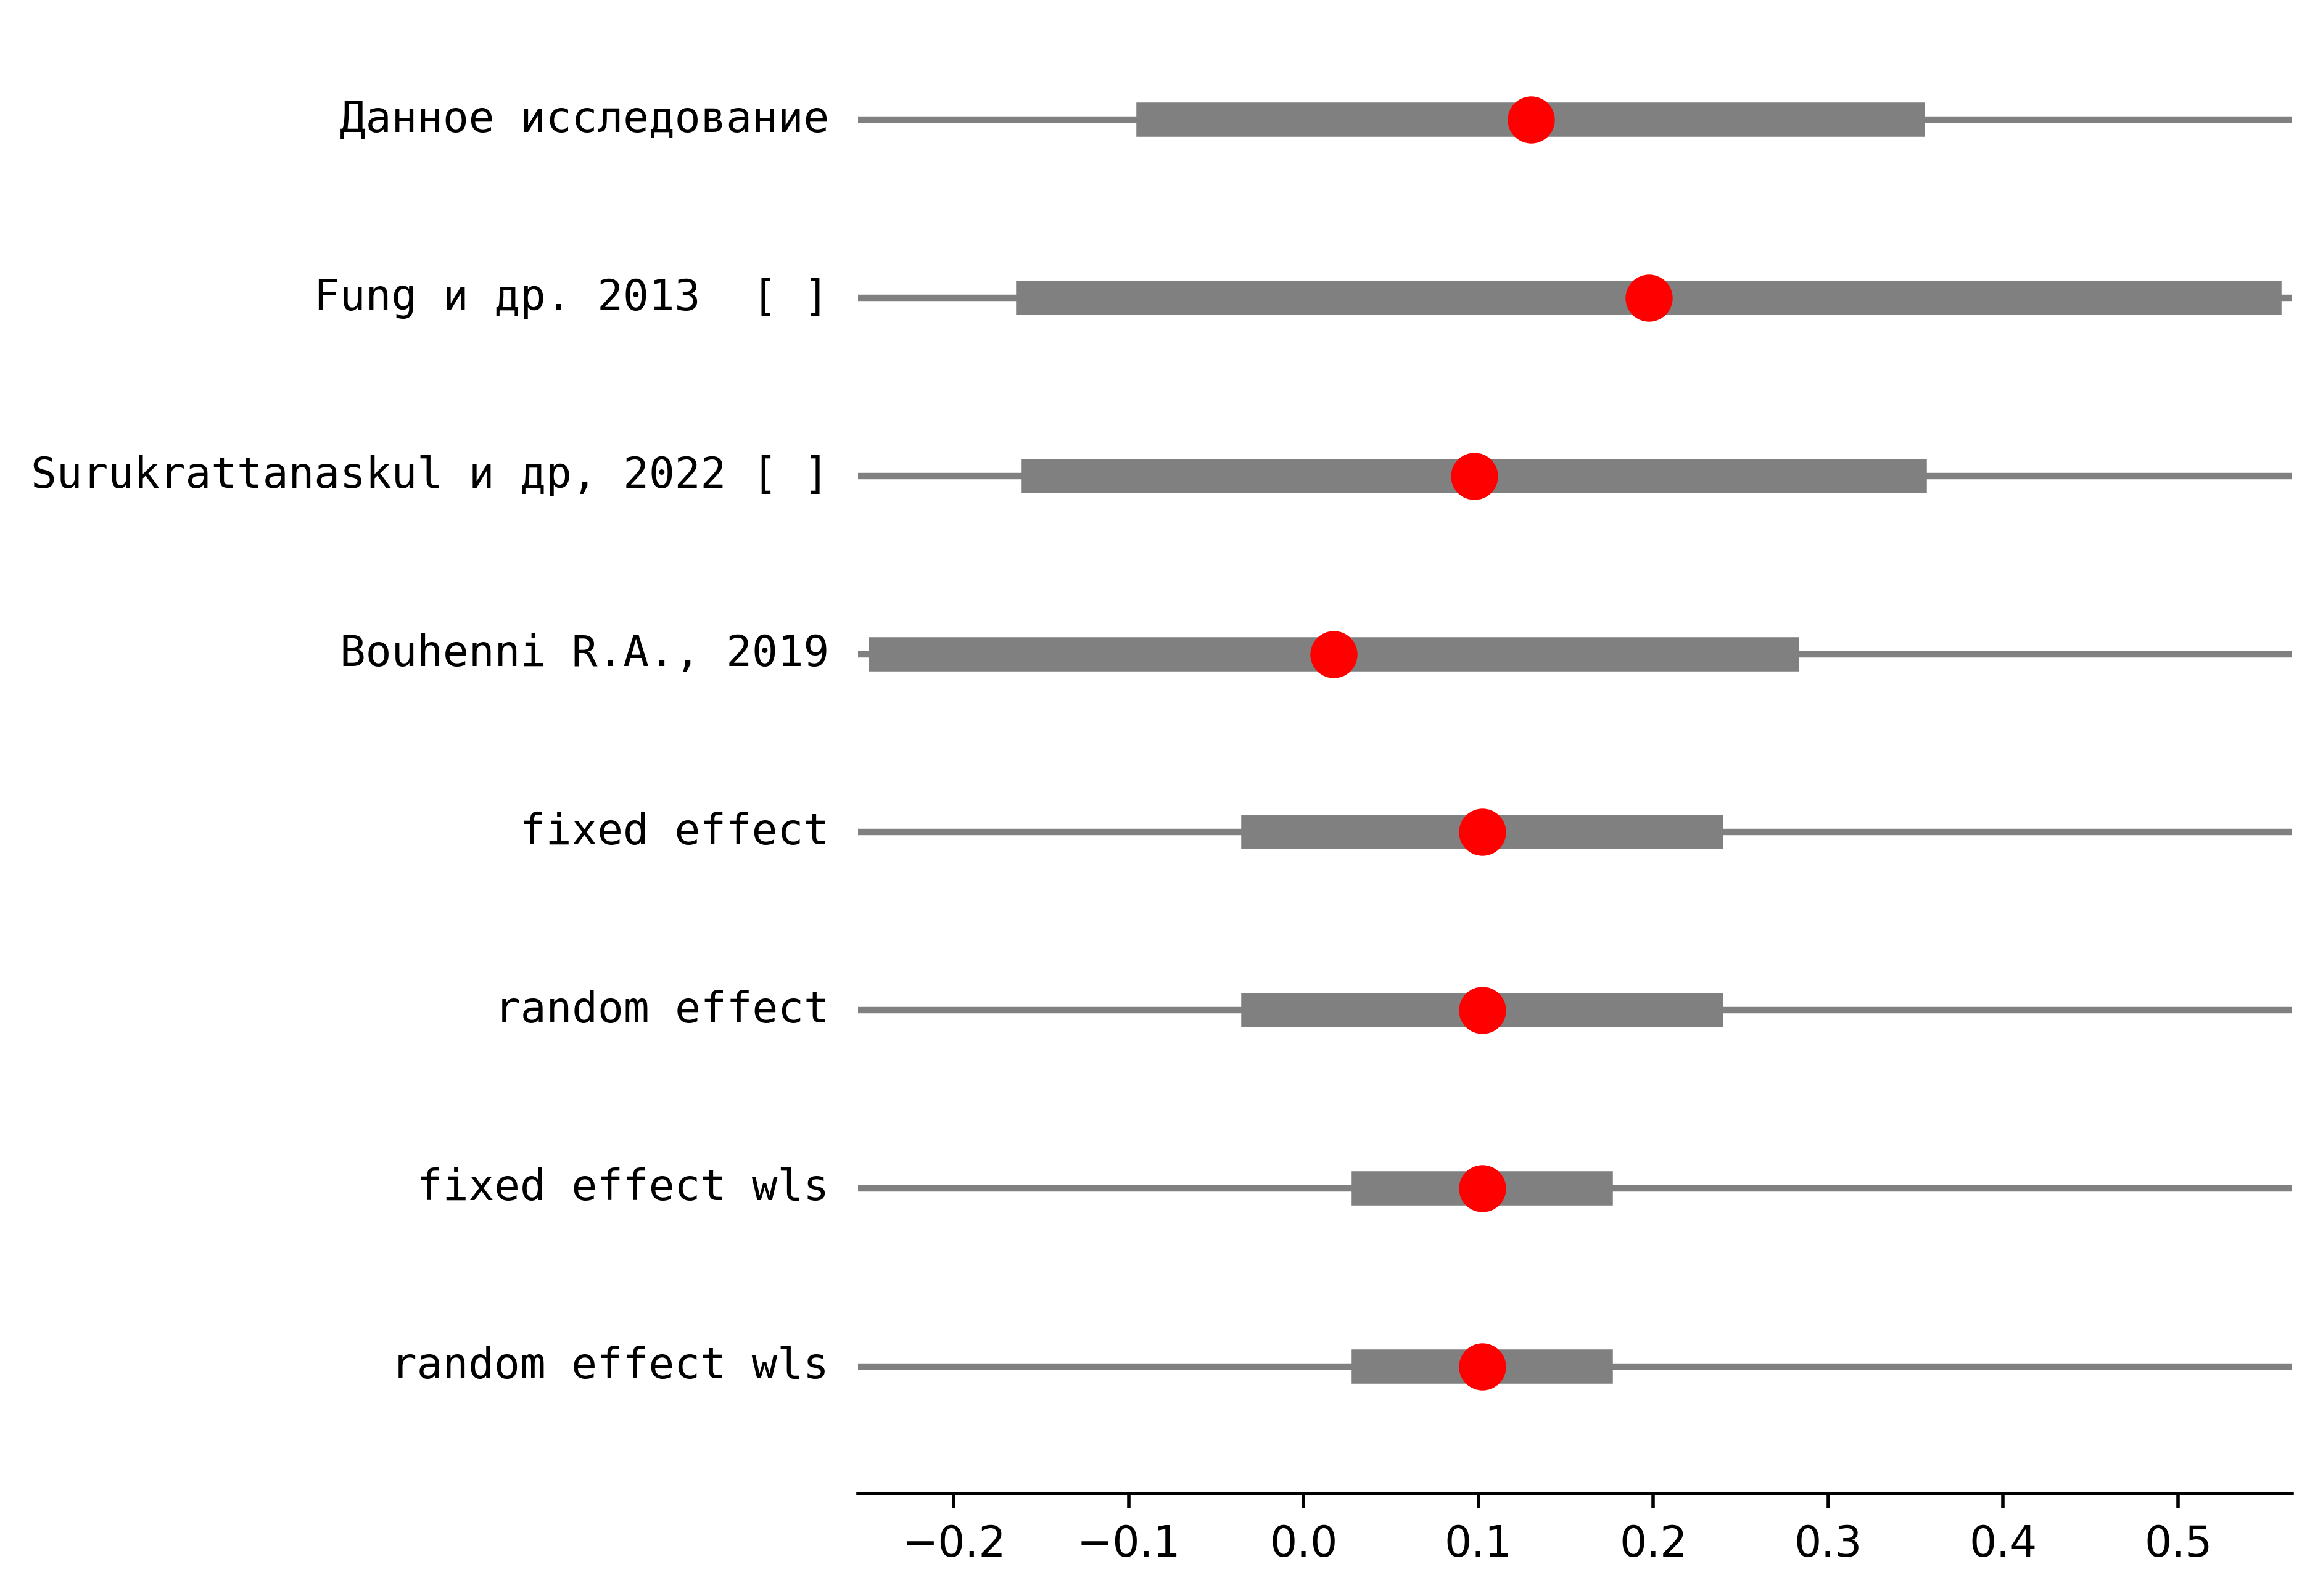 Данное исследование
Fung и др. 2013  [ ]
Surukrattanaskul и др, 2022 [ ]
Bouhenni R.A., 2019
fixed effect
random effect
fixed effect wls
random effect wls
−0.2 −0.1 0.0 0.1 0.2 0.3 0.4 0.5